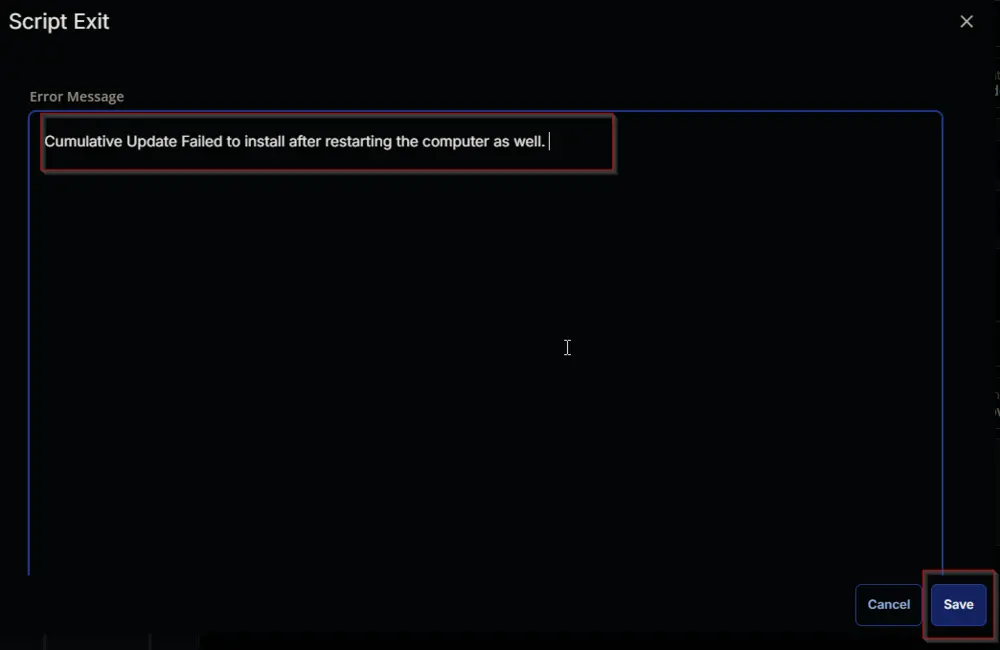 Script Exit
Error Message
Cumulative Update Failed to install after restarting the computer as well.
Cancel
Save